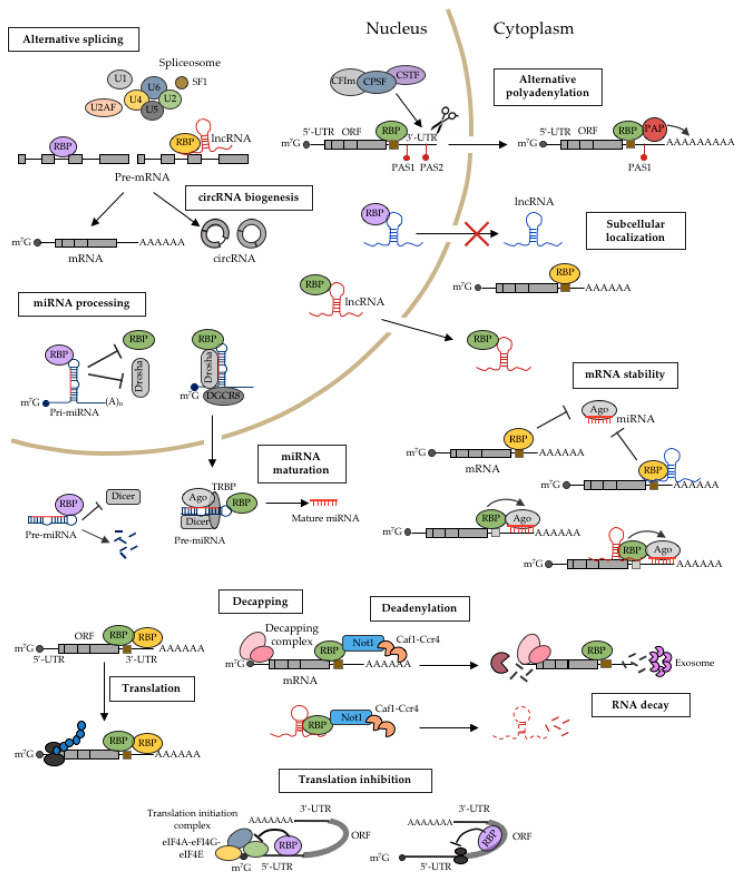 Nucleus
Cytoplasm
Alternative splicing
Spliceosome
U1
U6
SF1
U4
U2
U2AF
U5
RBP
RBP
lncRNA
Pre-mRNA
circRNA biogenesis
m⁷G
AAAAAA
mRNA
circRNA
CFIm
CPSF
CSTF
5′-UTR
ORF
RBP
3′-UTR
m⁷G
PAS1
PAS2
Alternative
polyadenylation
5′-UTR
ORF
RBP
PAP
m⁷G
AAAAAAAAA
PAS1
RBP
lncRNA
Subcellular
localization
RBP
m⁷G
AAAAAA
RBP
lncRNA
RBP
miRNA processing
RBP
RBP
Drosha
m⁷G
(A)n
Pri-miRNA
RBP
Drosha
m⁷G
DGCR8
mRNA stability
Ago
miRNA
RBP
m⁷G
AAAAAA
mRNA
RBP
m⁷G
AAAAAA
RBP
Ago
m⁷G
AAAAAA
RBP
Ago
m⁷G
AAAAAA
miRNA
maturation
RBP
Dicer
Pre-miRNA
TRBP
Ago
RBP
Dicer
Pre-miRNA
Mature miRNA
ORF
RBP
RBP
m⁷G
AAAAAA
5′-UTR
3′-UTR
Translation
RBP
RBP
m⁷G
AAAAAA
Decapping
Deadenylation
Decapping
complex
RBP
Not1
Caf1-Ccr4
m⁷G
AAAAAA
mRNA
RBP
Exosome
RNA decay
RBP
Not1
Caf1-Ccr4
Translation inhibition
Translation initiation
complex
eIF4A-eFI4G-
eIF4E
AAAAAAA
3′-UTR
ORF
RBP
m⁷G
5′-UTR
3′-UTR
AAAAAAA
RBP
ORF
m⁷G
5′-UTR